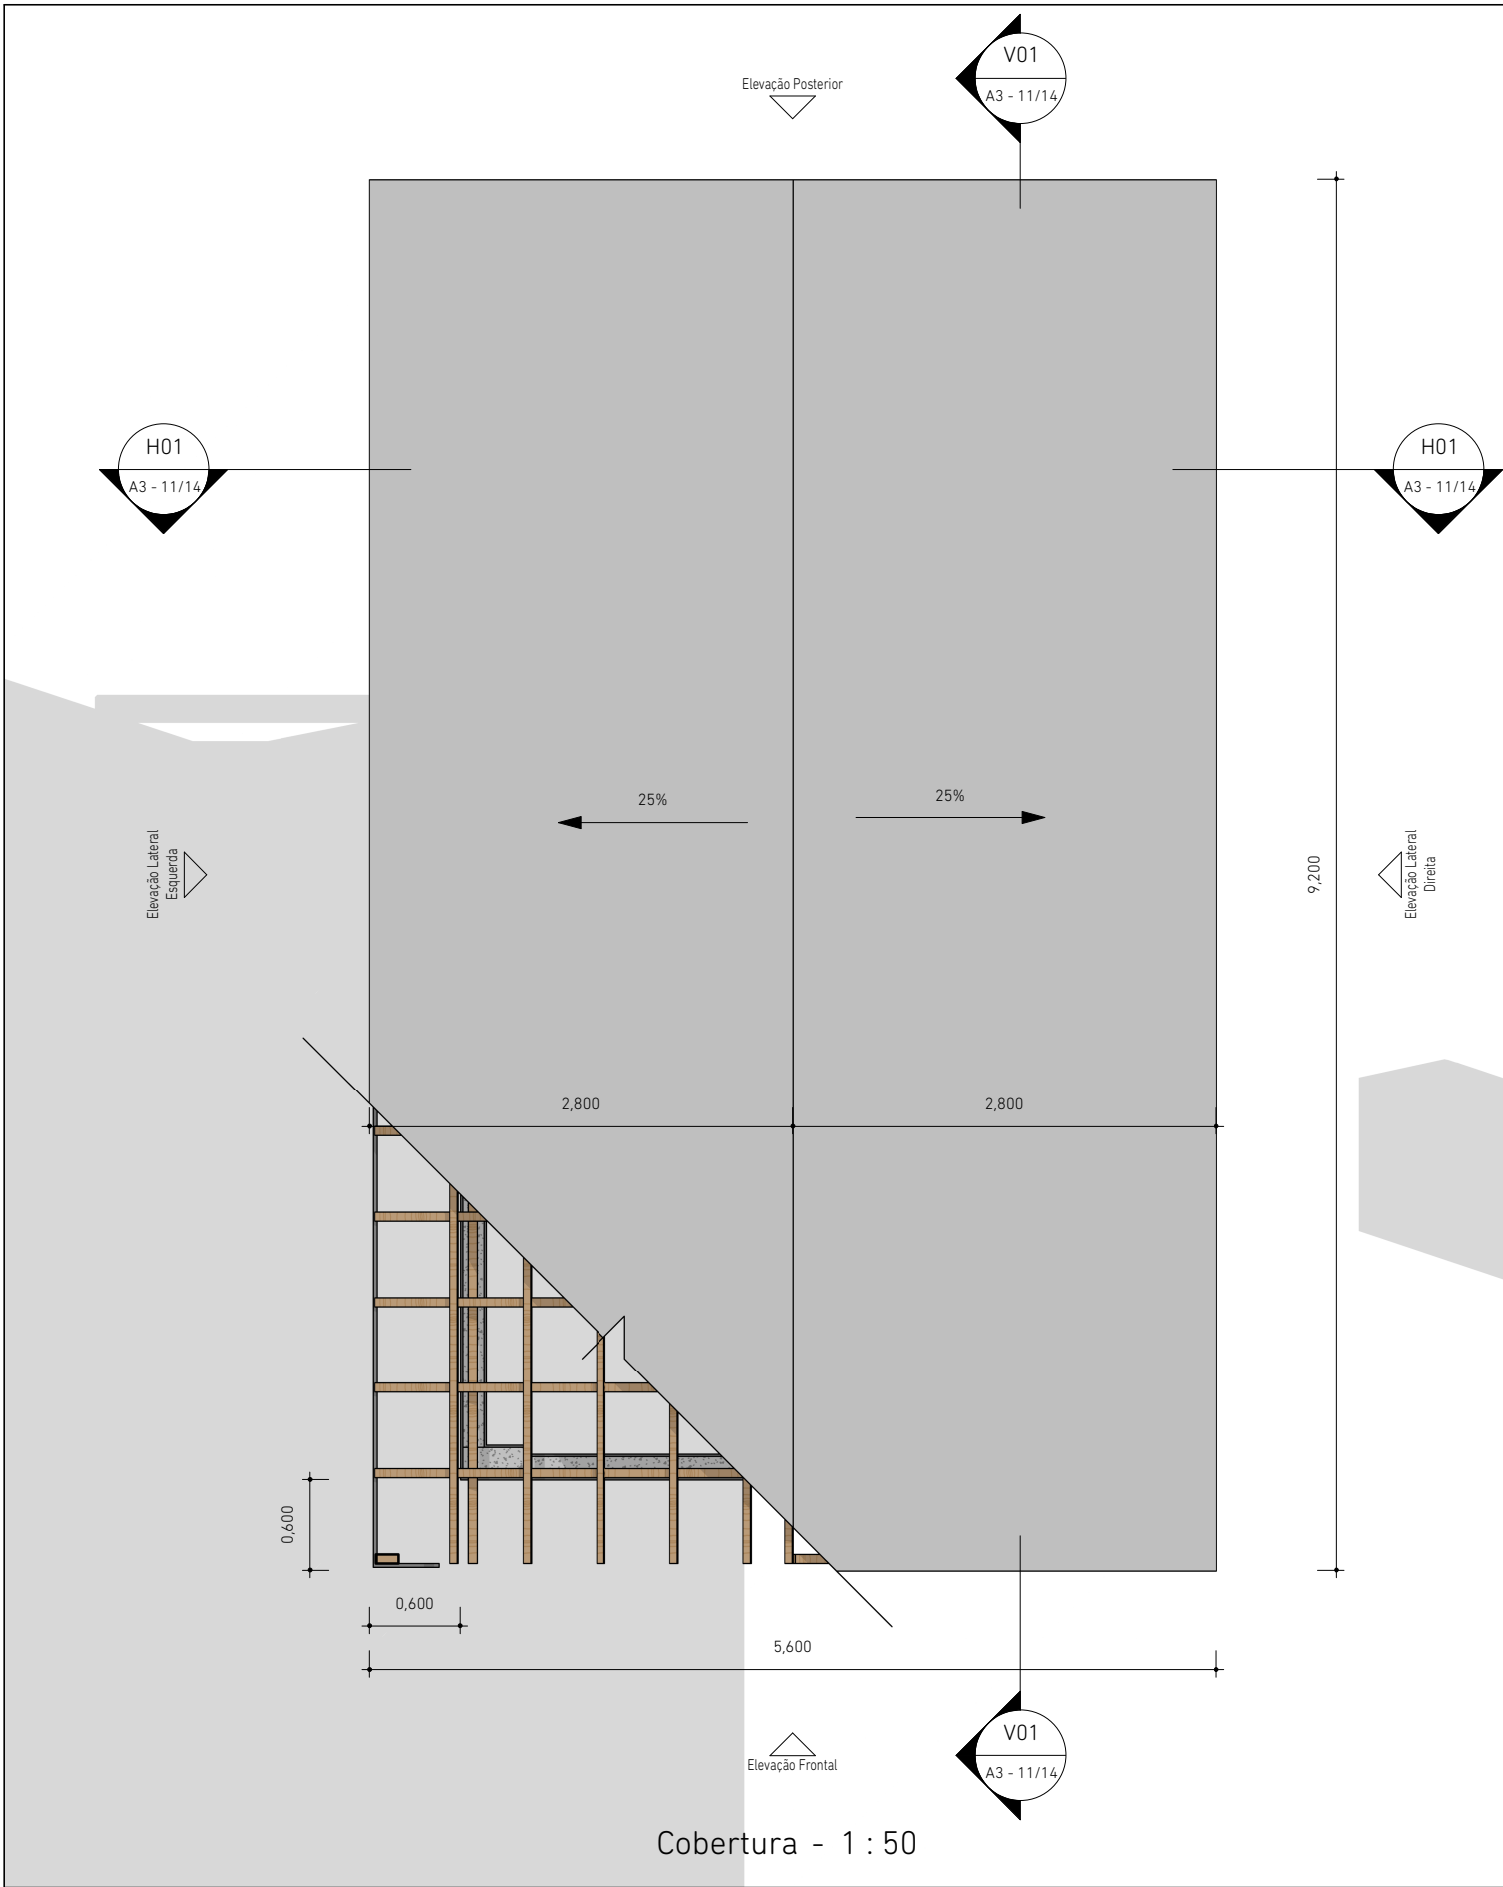 V01
A3 - 11/14
Elevação Posterior
H01
A3 - 11/14
H01
A3 - 11/14
25%
25%
Elevação Lateral
Esquerda
9,200
Elevação Lateral
Direita
2,800
2,800
0,600
0,600
5,600
V01
A3 - 11/14
Elevação Frontal
Cobertura - 1 : 50